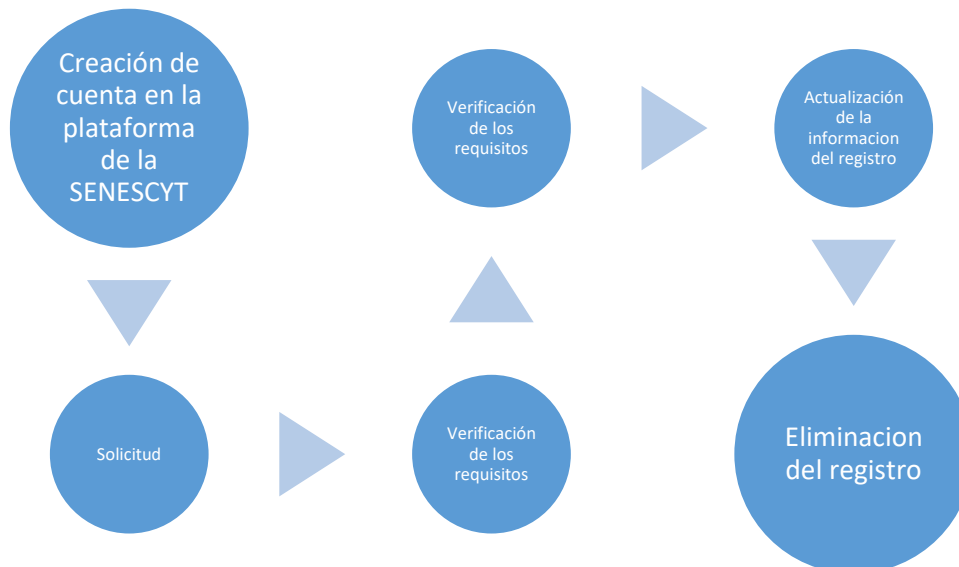 Creación de
cuenta en la
plataforma
de la
SENESCYT
Solicitud
Verificación
de los
requisitos
Verificación
de los
requisitos
Actualización
de la
informacion
del registro
Eliminacion
del registro